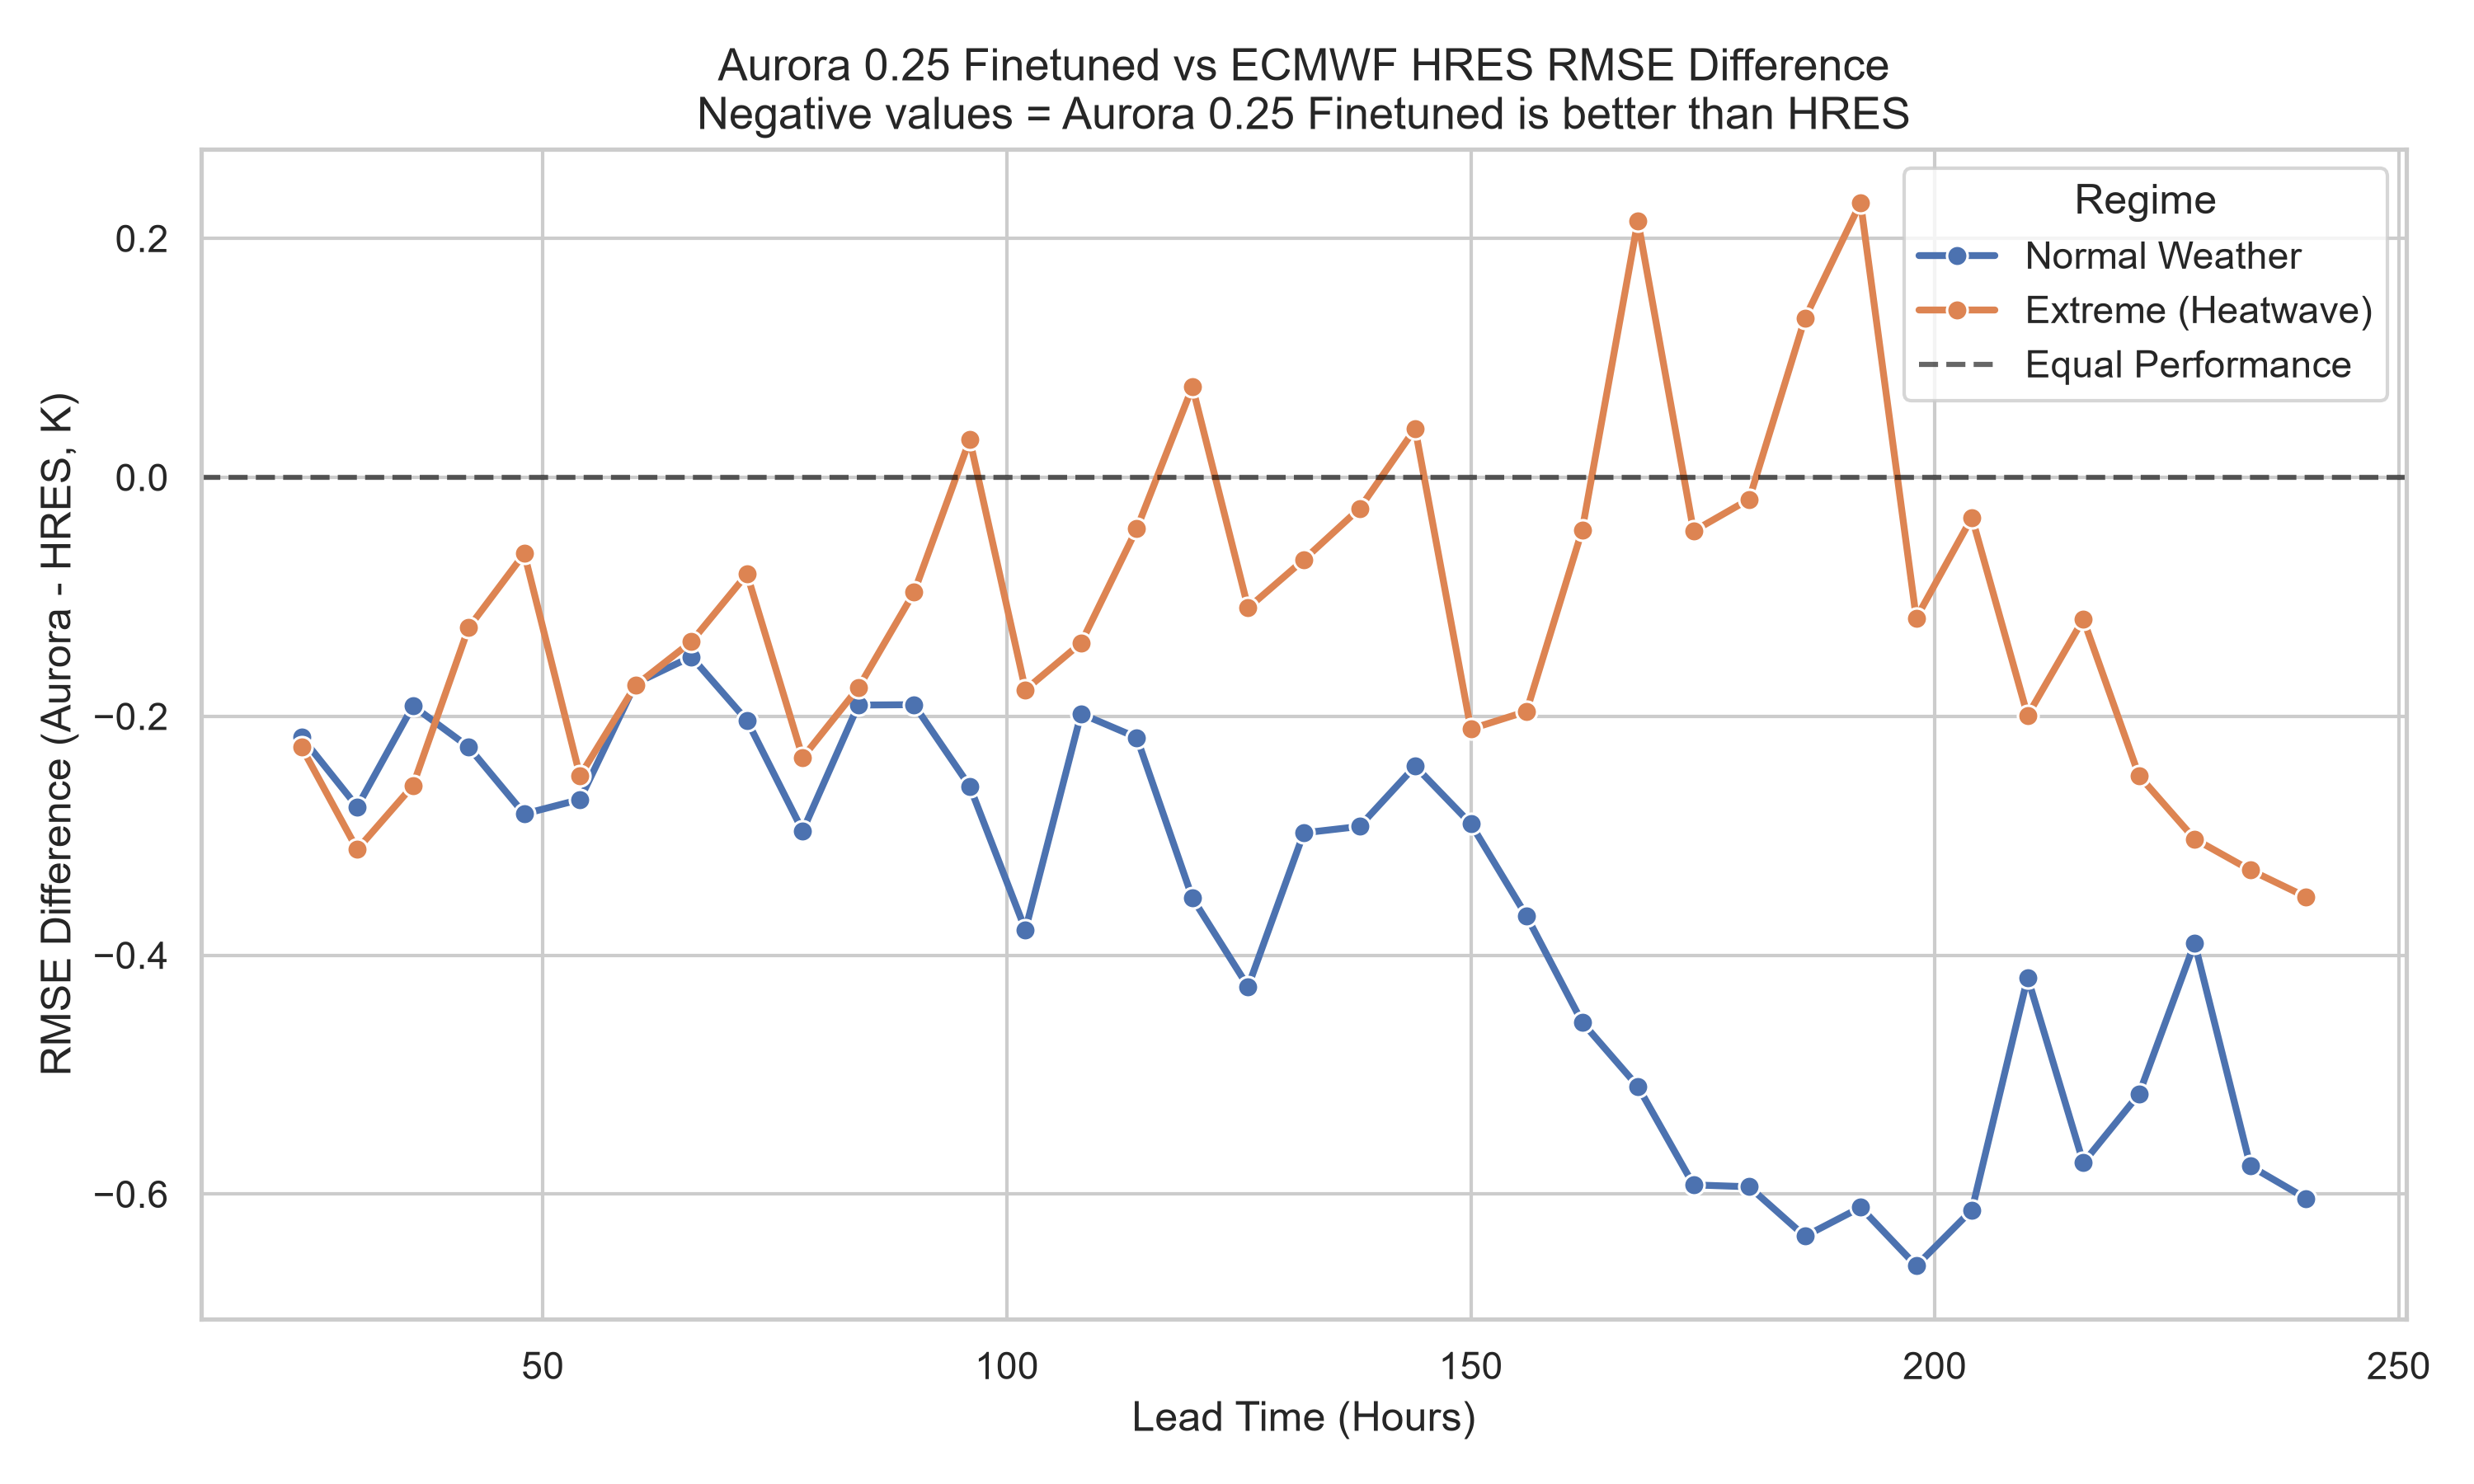 Aurora 0.25 Finetuned vs ECMWF HRES RMSE Difference
Negative values = Aurora 0.25 Finetuned is better than HRES
Regime
Normal Weather
Extreme (Heatwave)
Equal Performance
RMSE Difference (Aurora - HRES, K)
0.2
0.0
−0.2
−0.4
−0.6
50
100
150
200
250
Lead Time (Hours)